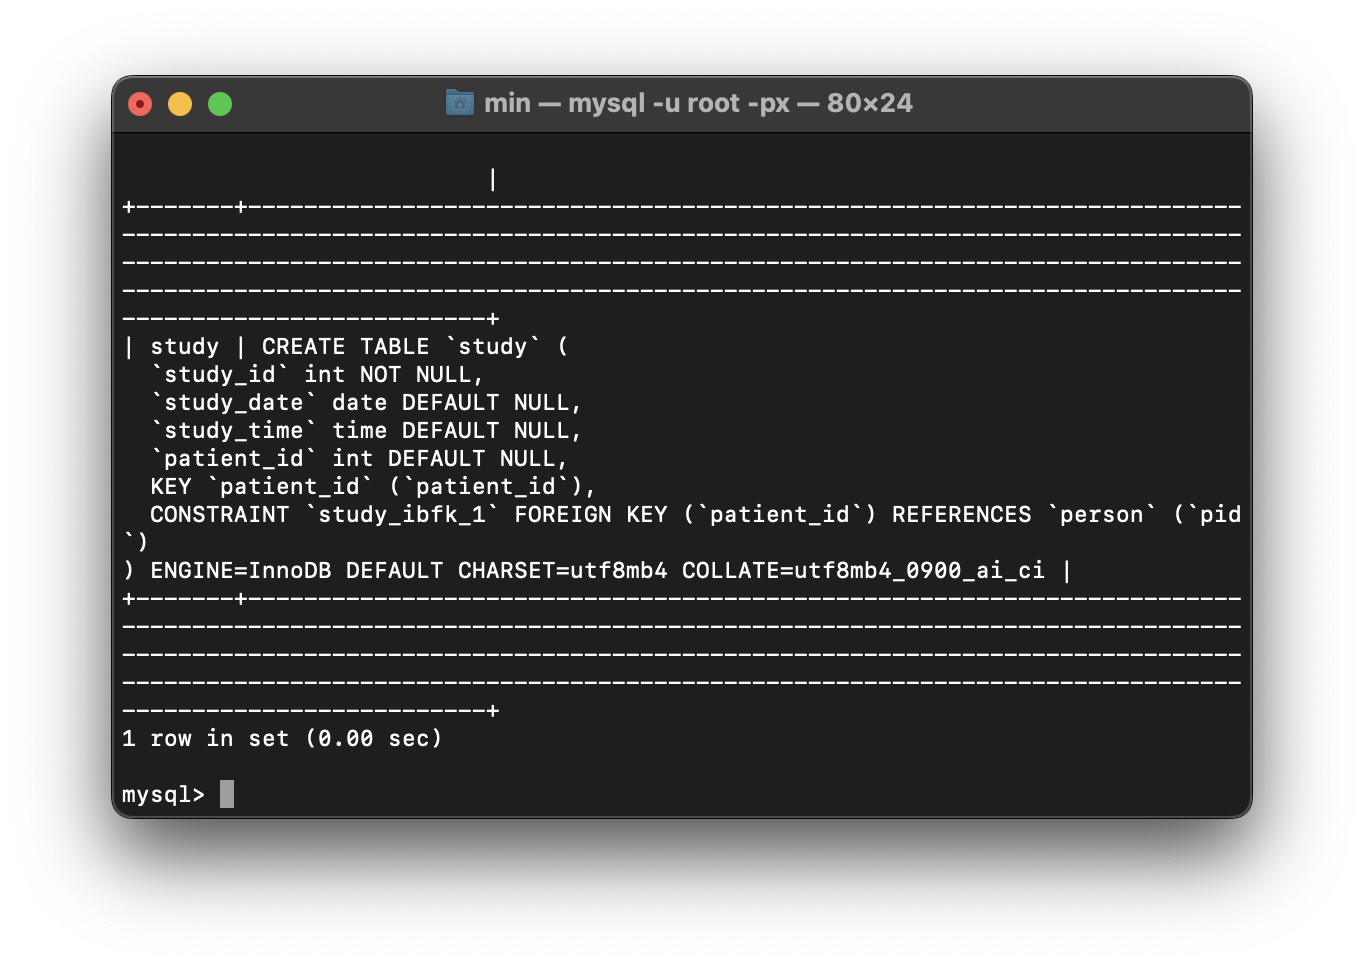 min — mysql -u root -px — 80×24
|
+-------+-----------------------------------------------------------------------
--------------------------------------------------------------------------------
--------------------------------------------------------------------------------
--------------------------------------------------------------------------------
--------------------------+
| study | CREATE TABLE `study` (
  `study_id` int NOT NULL,
  `study_date` date DEFAULT NULL,
  `study_time` time DEFAULT NULL,
  `patient_id` int DEFAULT NULL,
  KEY `patient_id` (`patient_id`),
  CONSTRAINT `study_ibfk_1` FOREIGN KEY (`patient_id`) REFERENCES `person` (`pid
`)
) ENGINE=InnoDB DEFAULT CHARSET=utf8mb4 COLLATE=utf8mb4_0900_ai_ci |
+-------+-----------------------------------------------------------------------
--------------------------------------------------------------------------------
--------------------------------------------------------------------------------
--------------------------------------------------------------------------------
--------------------------+
1 row in set (0.00 sec)
mysql>